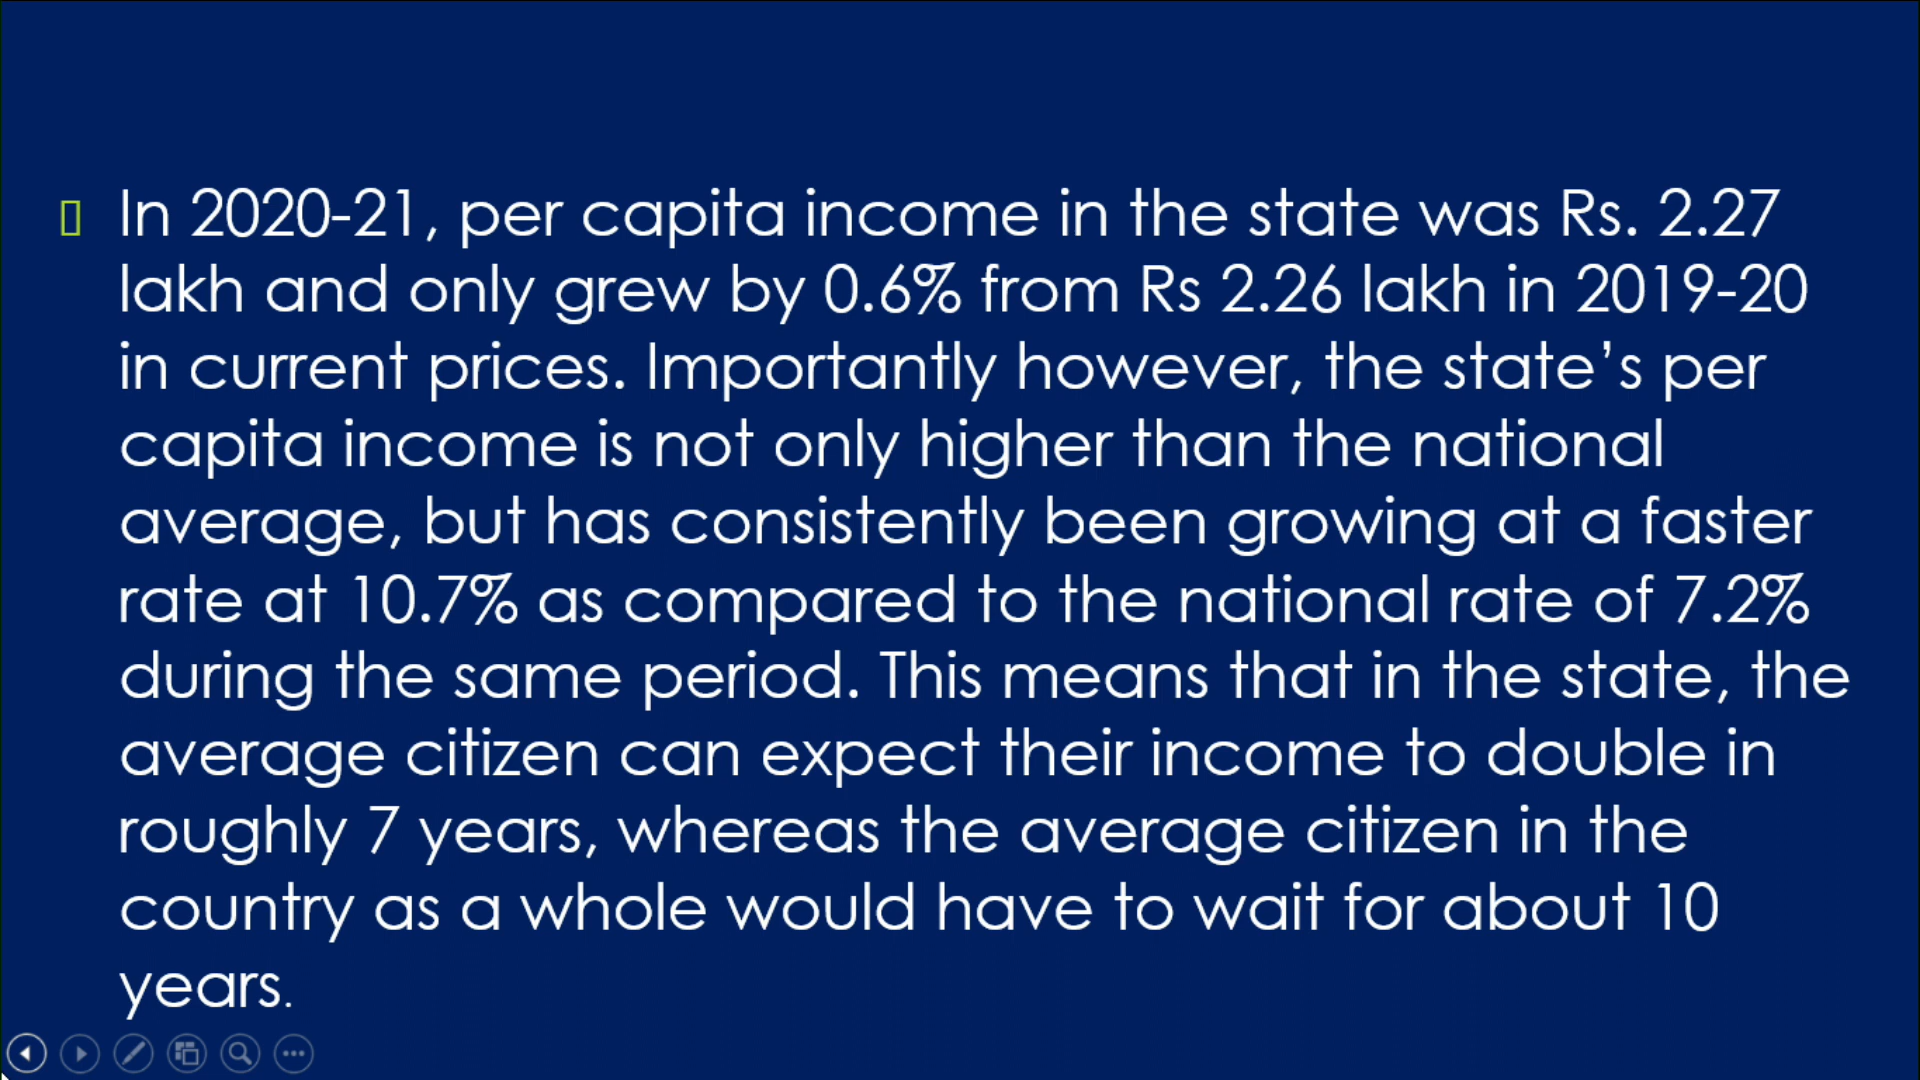 In 2020-21, per capita income in the state was Rs. 2.27
lakh and only grew by 0.6% from Rs 2.26 lakh in 2019-20
in current prices. Importantly however, the state’s per
capita income is not only higher than the national
average, but has consistently been growing at a faster
rate at 10.7% as compared to the national rate of 7.2%
during the same period. This means that in the state, the
average citizen can expect their income to double in
roughly 7 years, whereas the average citizen in the
country as a whole would have to wait for about 10
years.